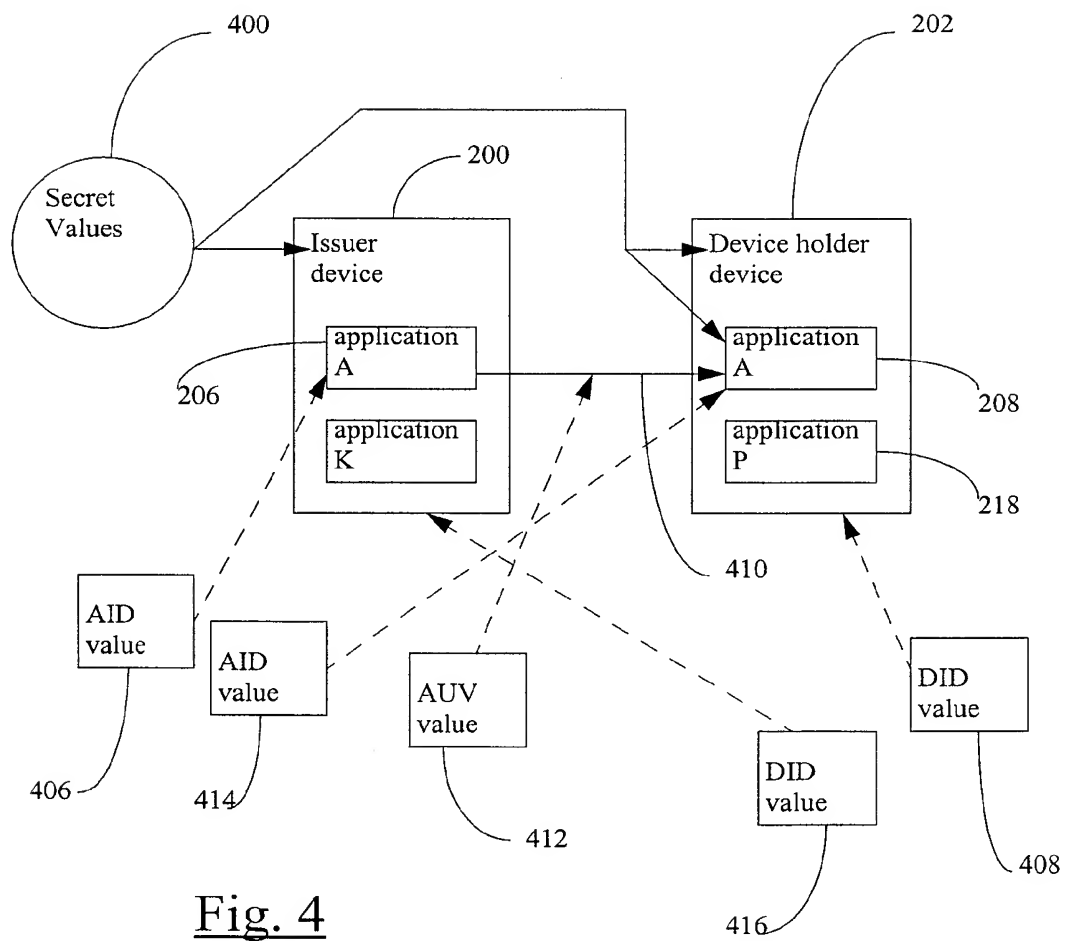 400
202
200
Secret
Values
Issuer
device
Device holder
device
application
A
application
A
206
208
application
K
application
P
218
410
AID
value
AID
value
AUV
value
DID
value
DID
value
406
414
412
408
416
Fig. 4